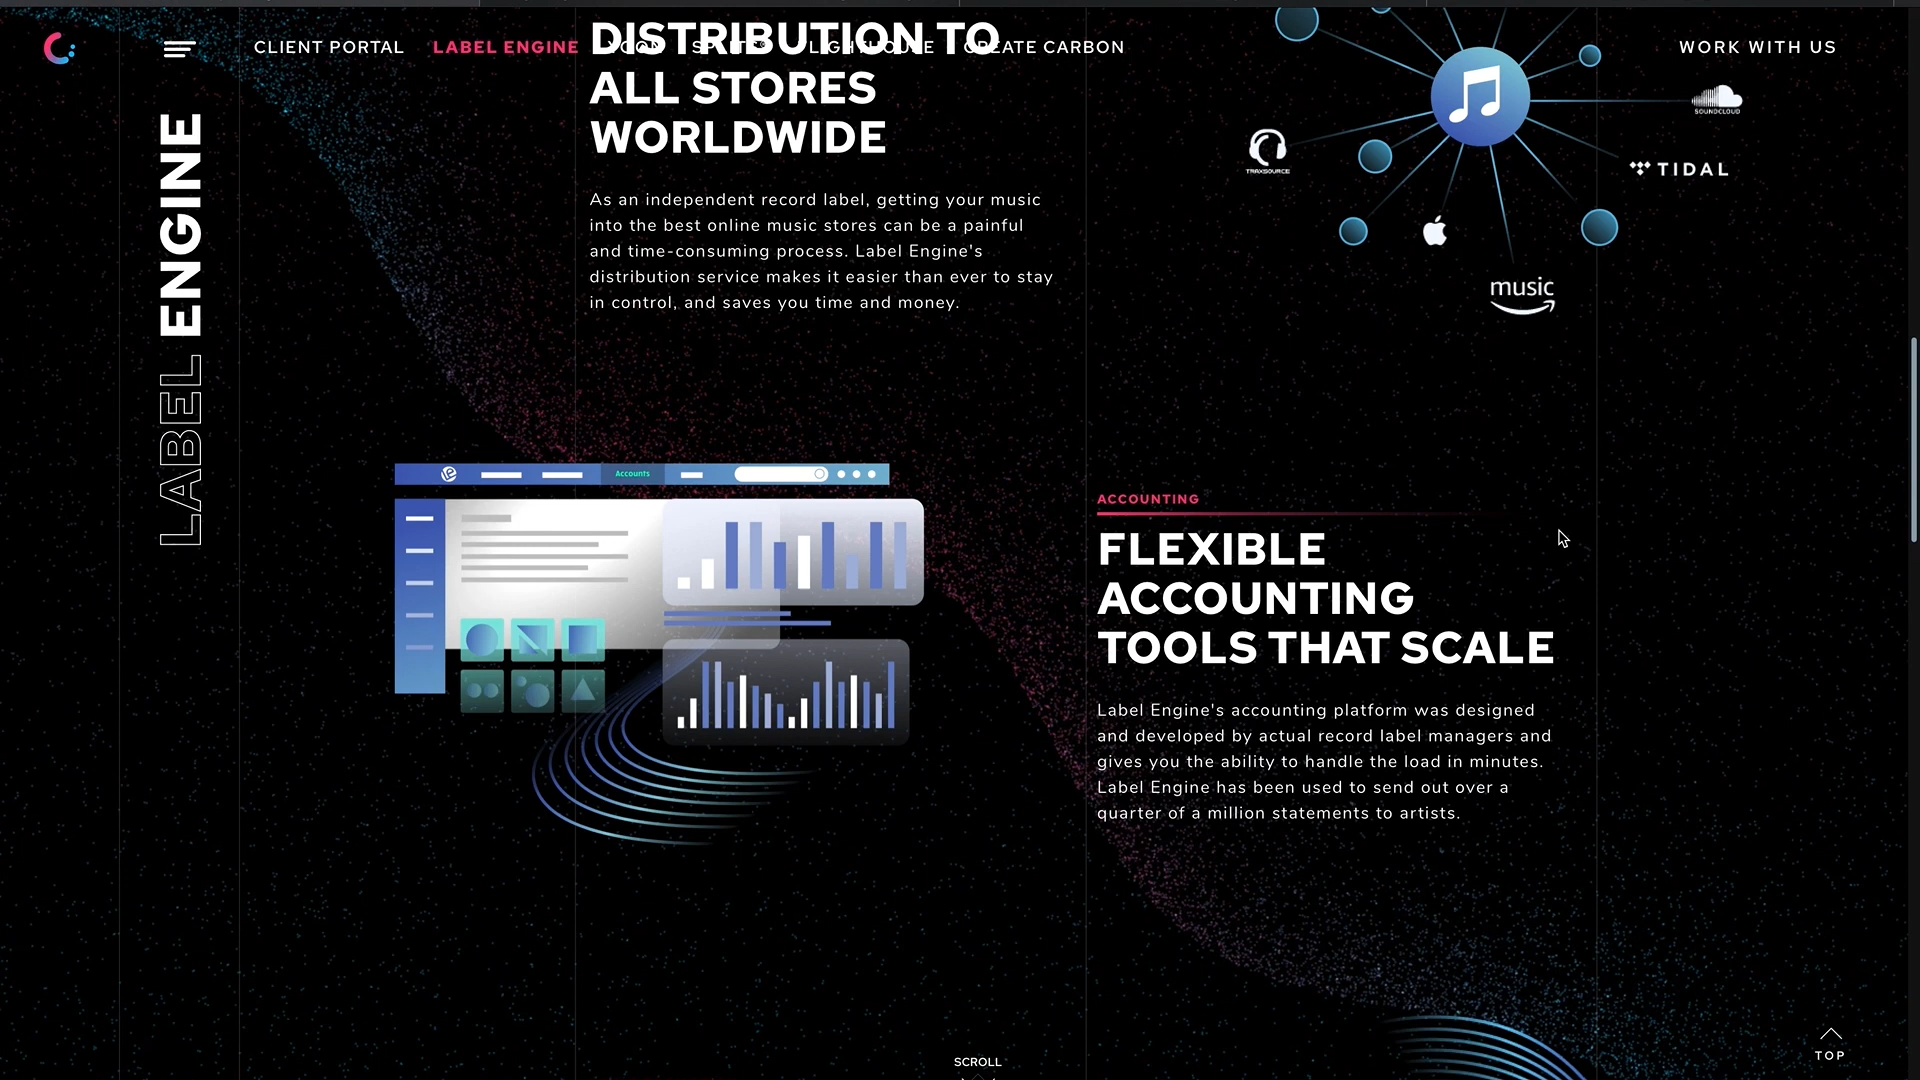 CLIENT PORTAL
LABEL ENGINE
LIGHTHOUSE
CREATE CARBON
WORK WITH US
LABEL ENGINE
DISTRIBUTION TO
ALL STORES
WORLDWIDE
As an independent record label, getting your music
into the best online music stores can be a painful
and time-consuming process. Label Engine's
distribution service makes it easier than ever to stay
in control, and saves you time and money.
SOUNDCLOUD
TRAXSOURCE
TIDAL
music
Accounts
ACCOUNTING
FLEXIBLE
ACCOUNTING
TOOLS THAT SCALE
Label Engine's accounting platform was designed
and developed by actual record label managers and
gives you the ability to handle the load in minutes.
Label Engine has been used to send out over a
quarter of a million statements to artists.
SCROLL
TOP